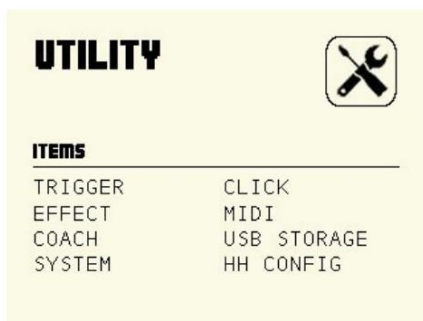 UTILITY
ITEMS
TRIGGER CLICK
EFFECT MIDI
COACH USB STORAGE
SYSTEM HH CONFIG